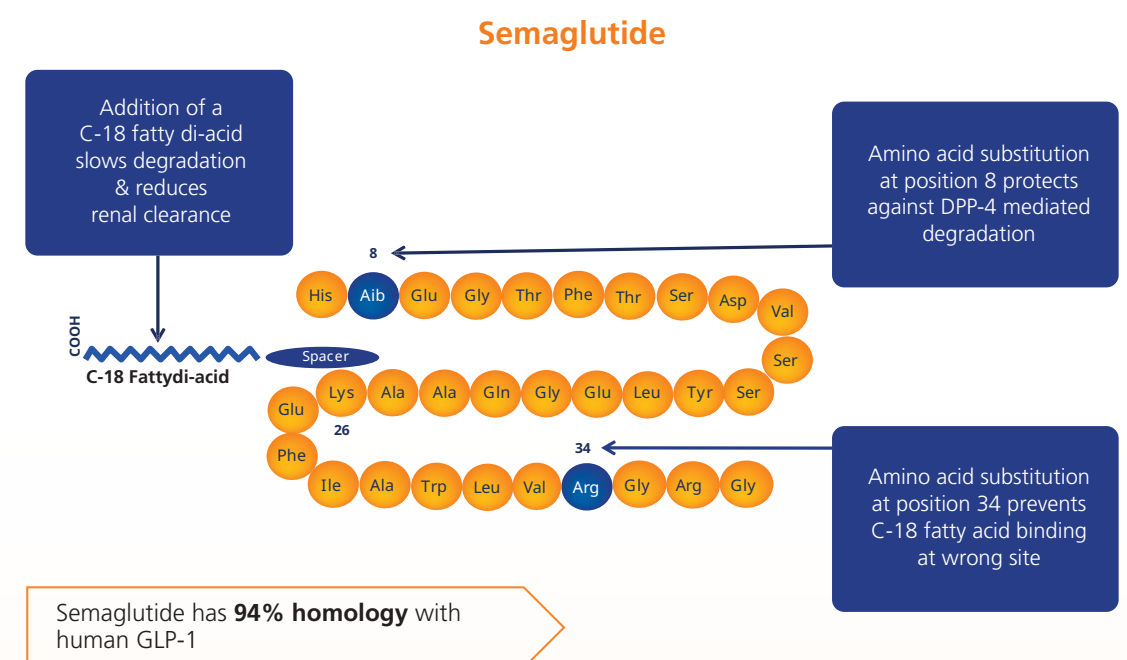 Semaglutide
Addition of a
C-18 fatty di-acid
slows degradation
& reduces
renal clearance
Amino acid substitution
at position 8 protects
against DPP-4 mediated
degradation
8
His Aib Glu Gly Thr Phe Thr Ser Asp Val
Ser
COOH
Spacer
C-18 Fattydi-acid
Glu Lys Ala Ala Gln Gly Glu Leu Tyr Ser
26
34
Phe
Ile Ala Trp Leu Val Arg Gly Arg Gly
Amino acid substitution
at position 34 prevents
C-18 fatty acid binding
at wrong site
Semaglutide has 94% homology with
human GLP-1